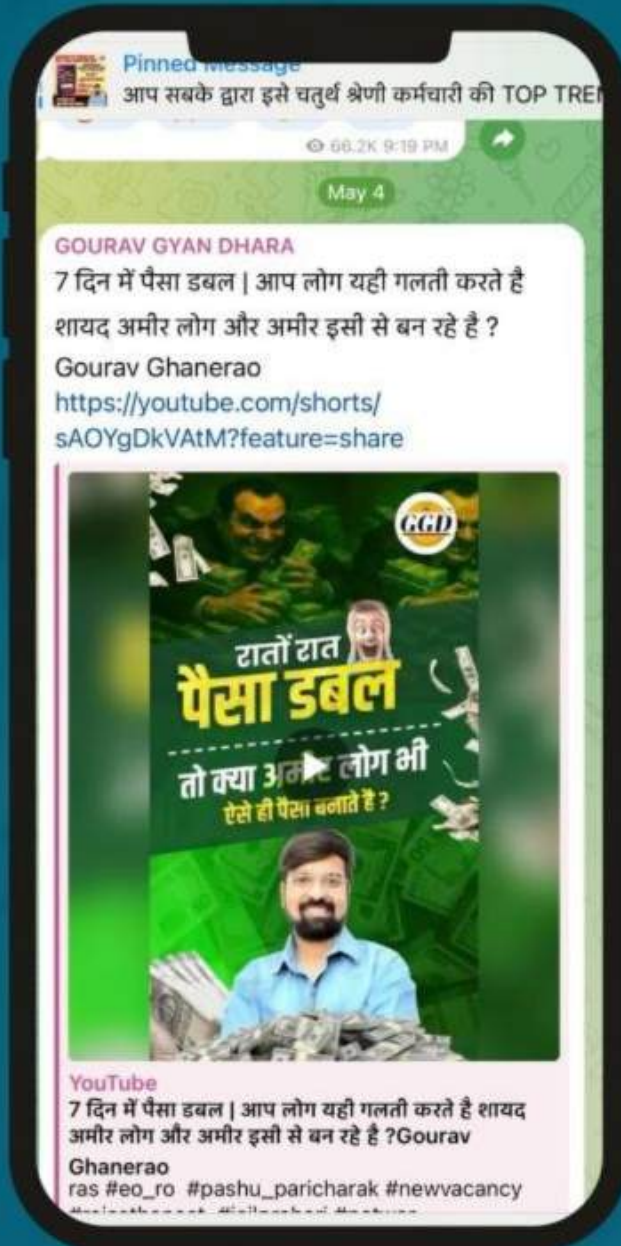 Pinned Message
आप सबके द्वारा इसे चतुर्थ श्रेणी कर्मचारी की TOP
66.2K 9:19 PM
May 4
GOURAV GYAN DHARA
7 दिन में पैसा डबल | आप लोग यही गलती करते है
शायद अमीर लोग और अमीर इसी से बन रहे है ?
Gourav Ghanerao
https://youtube.com/shorts/
sAOYgDkVAtM?feature=share
GGD
रातों रात
पैसा डबल
तो क्या अमीर लोग भी
ऐसे ही पैसा बनाते है ?
YouTube
7 दिन में पैसा डबल | आप लोग यही गलती करते है शायद
अमीर लोग और अमीर इसी से बन रहे है ?Gourav
Ghanerao
ras #eo_ro #pashu_paricharak #newvacancy